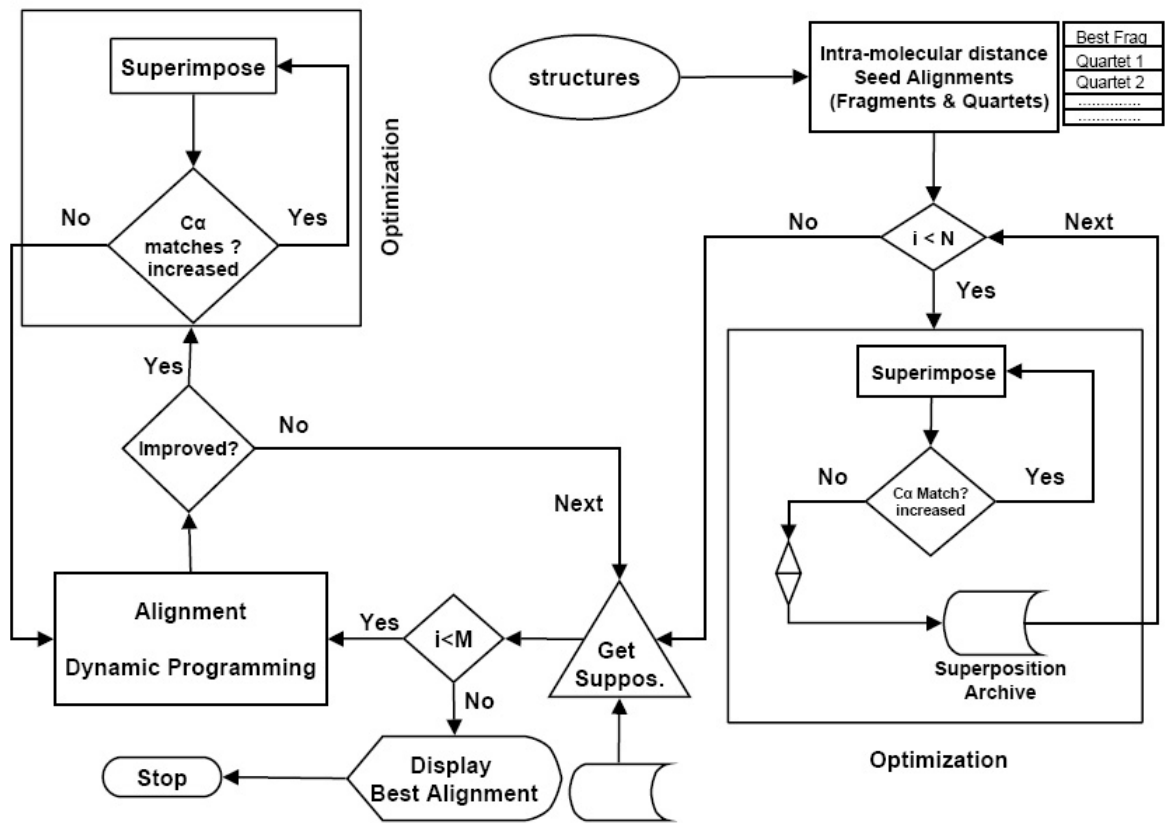 structures
Intra-molecular distance
Seed Alignments
(Fragments & Quartets)
Best Frag
Quartet 1
Quartet 2
..............
..............
Superimpose
Optimization
No
Cα
matches ?
increased
Yes
No
i < N
Next
Yes
Yes
Superimpose
Improved?
No
No
Cα Match?
increased
Yes
Next
Alignment
Dynamic Programming
Yes
i<M
No
Get
Suppos.
Superposition
Archive
Optimization
Stop
Display
Best Alignment